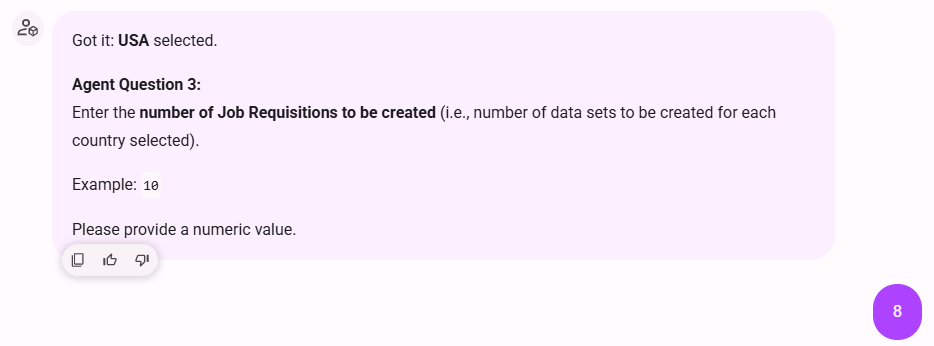 Got it: USA selected.
Agent Question 3:
Enter the number of Job Requisitions to be created (i.e., number of data sets to be created for each
country selected).
Example: 10
Please provide a numeric value.
8